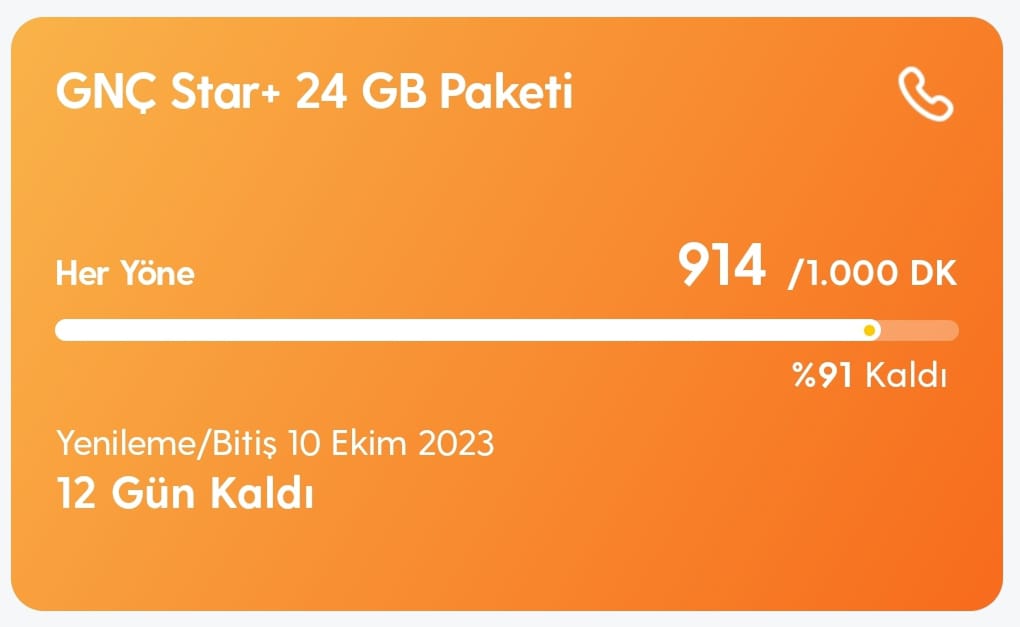 GNÇ Star+ 24 GB Paketi
Her Yöne 914 /1.000 DK
%91 Kaldı
Yenileme/Bitiş 10 Ekim 2023
12 Gün Kaldı